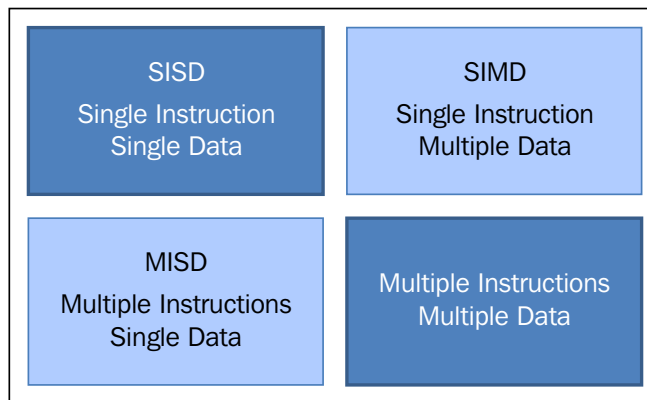 SISD
Single Instruction
Single Data
SIMD
Single Instruction
Multiple Data
MISD
Multiple Instructions
Single Data
Multiple Instructions
Multiple Data